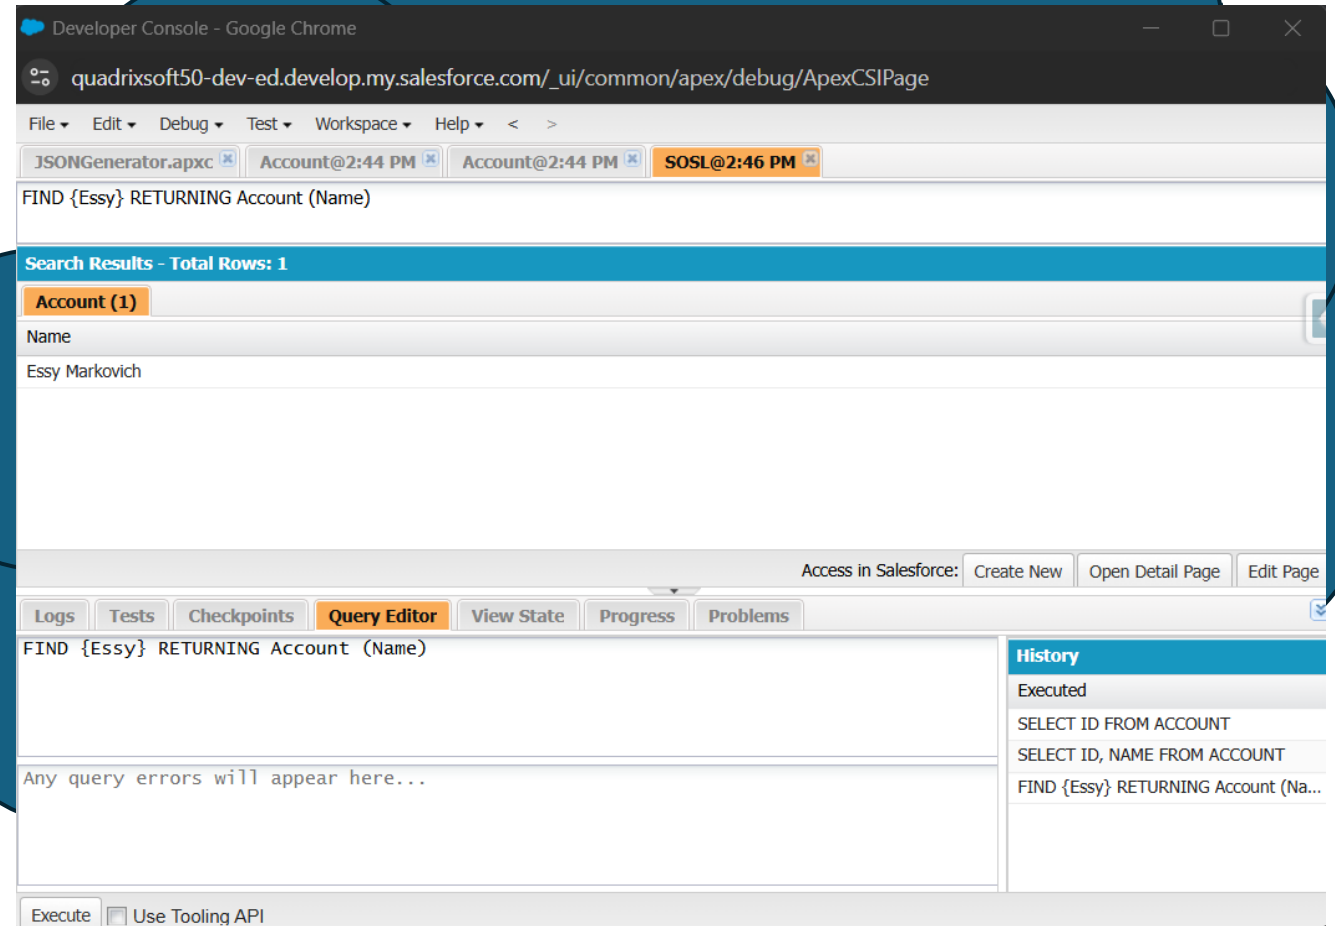 Developer Console - Google Chrome
quadrixsoft50-dev-ed.develop.my.salesforce.com/_ui/common/apex/debug/ApexCSIPage
File Edit Debug Test Workspace Help < >
JSONGenerator.apxc Account@2:44 PM Account@2:44 PM SOSL@2:46 PM
FIND {Essy} RETURNING Account (Name)
Search Results - Total Rows: 1
Account (1)
Name
Essy Markovich
Access in Salesforce: Create New Open Detail Page Edit Page
Logs Tests Checkpoints Query Editor View State Progress Problems
FIND {Essy} RETURNING Account (Name)
Any query errors will appear here...
History
Executed
SELECT ID FROM ACCOUNT
SELECT ID, NAME FROM ACCOUNT
FIND {Essy} RETURNING Account (Na...
Execute Use Tooling API